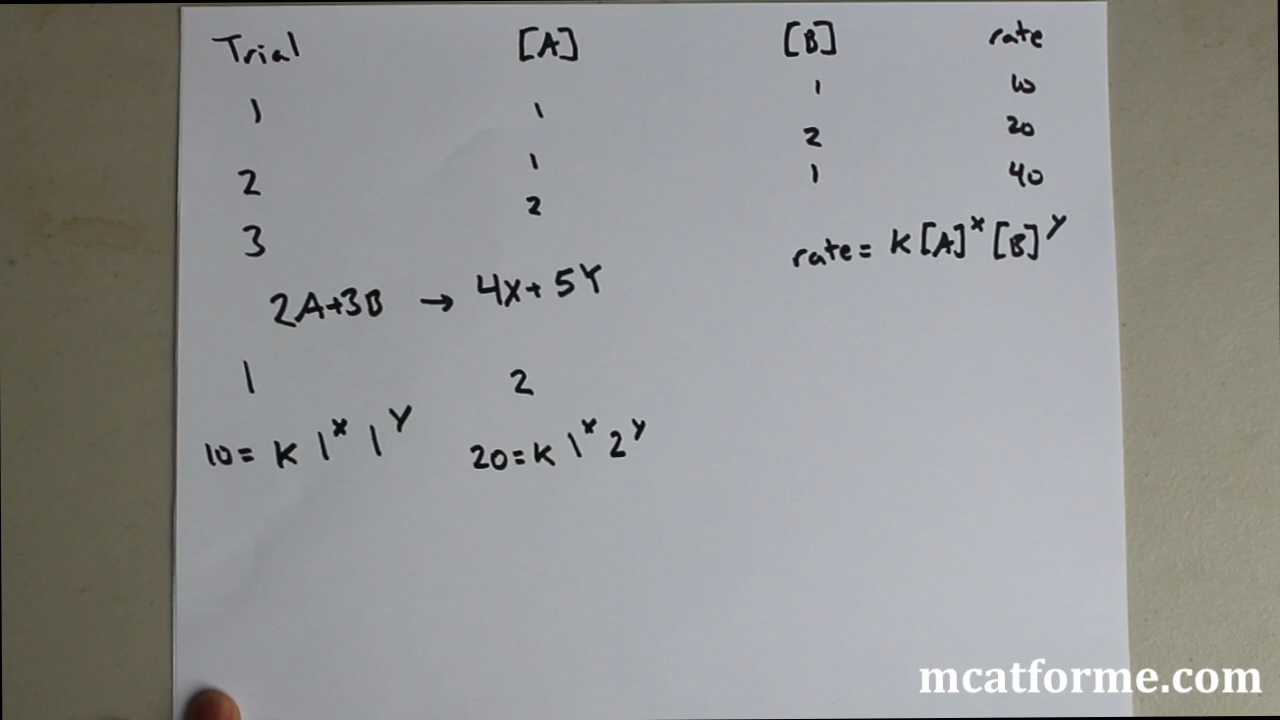 Trial [A] [B] rate
1 1 1 10
2 1 2 20
3 2 1 40
rate = K[A]^x [B]^y
2A+3B → 4X+5Y
1 2
10= K 1^x 1^y 20=K 1^x 2^y
mcatforme.com